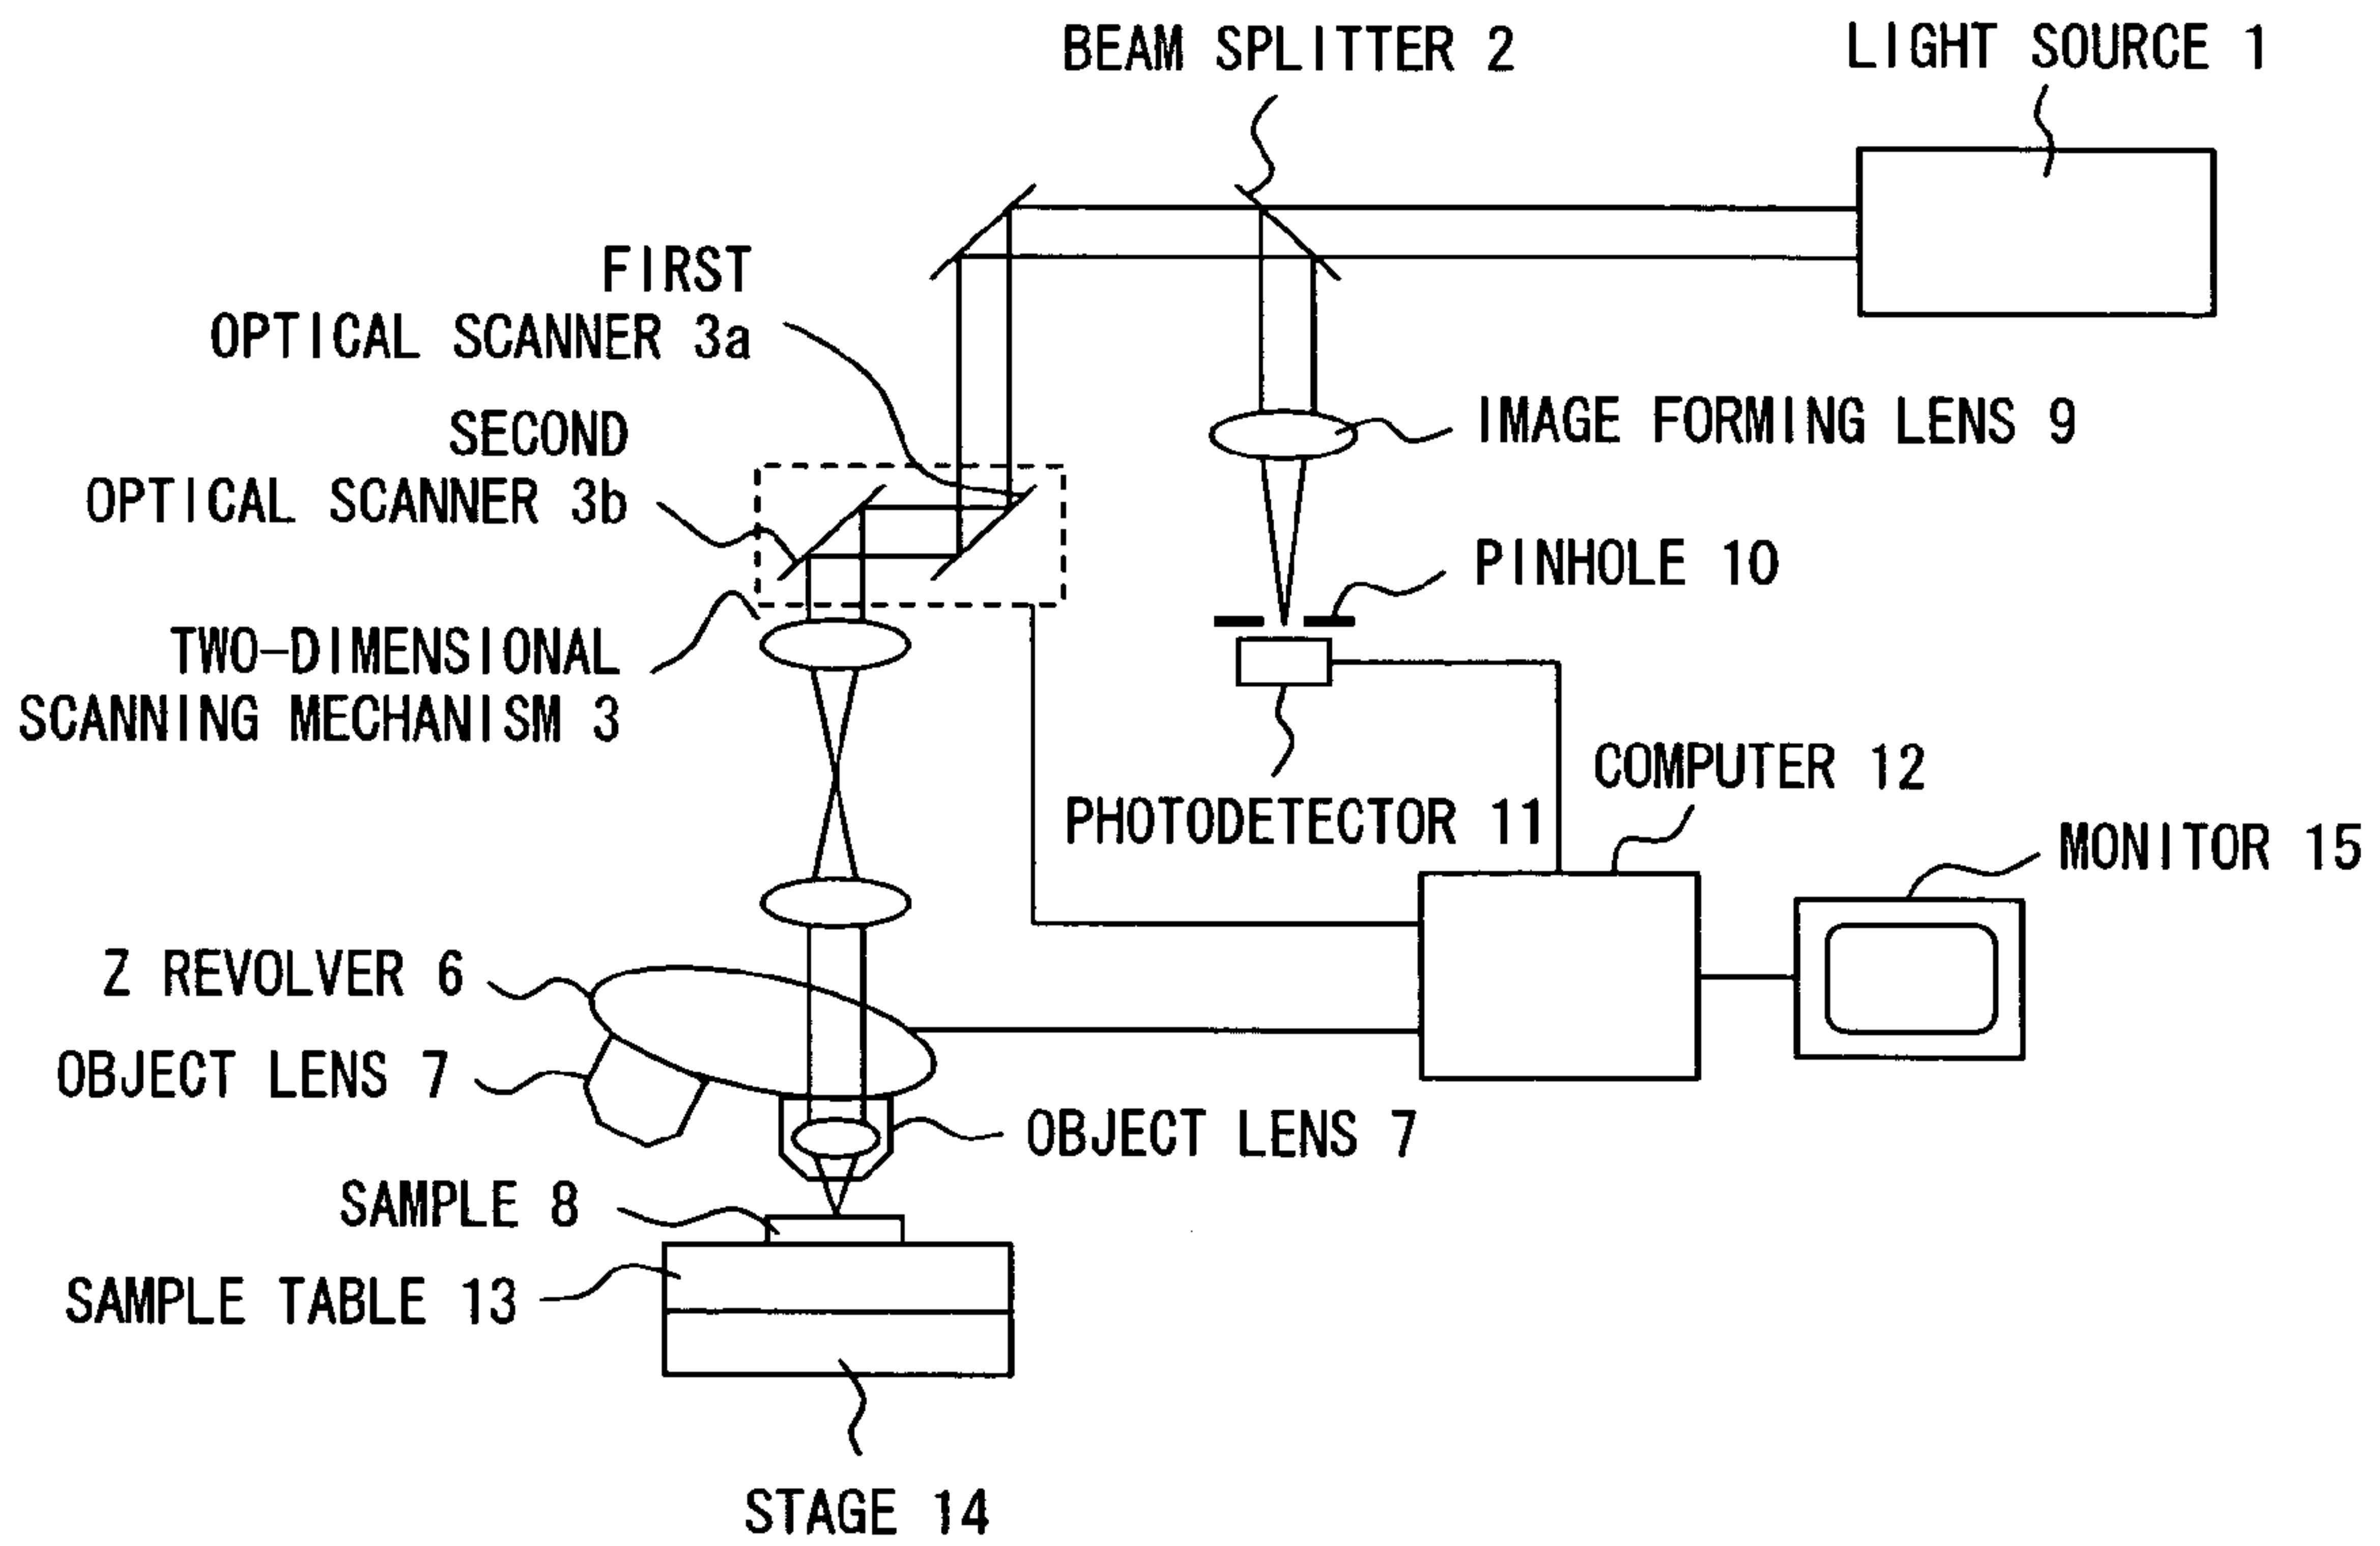 BEAM SPLITTER 2
LIGHT SOURCE 1
FIRST
OPTICAL SCANNER 3a
SECOND
OPTICAL SCANNER 3b
IMAGE FORMING LENS 9
PINHOLE 10
TWO-DIMENSIONAL
SCANNING MECHANISM 3
PHOTODETECTOR 11
COMPUTER 12
MONITOR 15
Z REVOLVER 6
OBJECT LENS 7
OBJECT LENS 7
SAMPLE 8
SAMPLE TABLE 13
STAGE 14